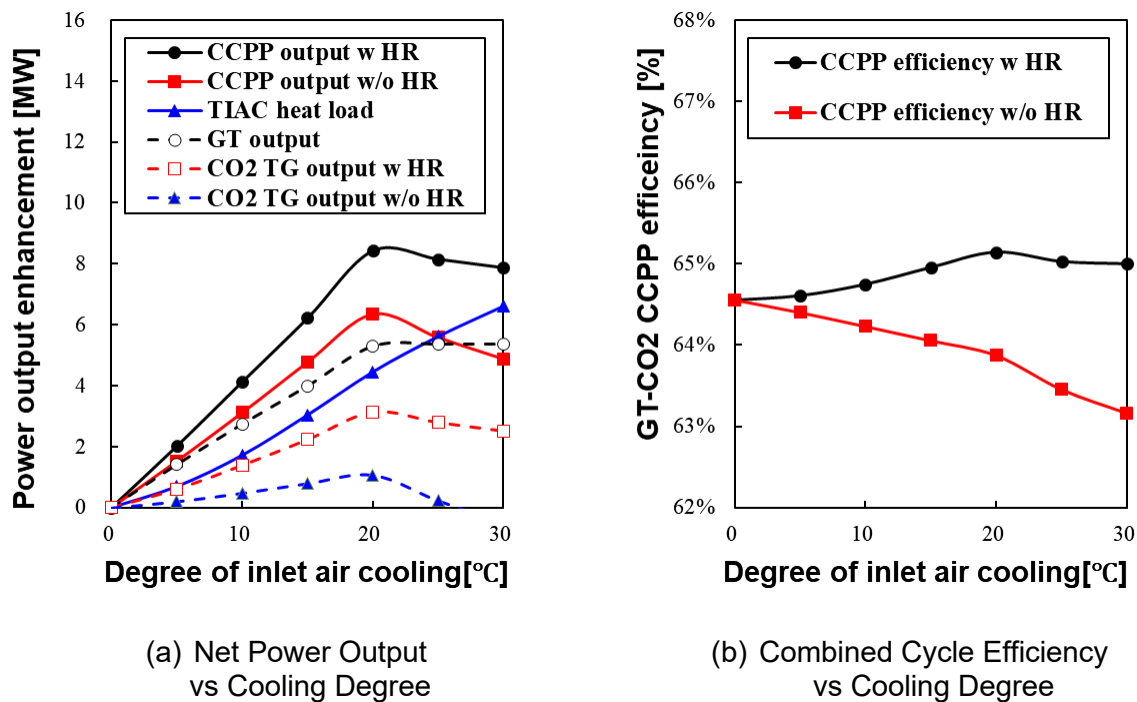 Power output enhancement [MW]
16
14
12
10
8
6
4
2
0
CCPP output w HR
CCPP output w/o HR
TIAC heat load
GT output
CO2 TG output w HR
CO2 TG output w/o HR
0
10
20
30
Degree of inlet air cooling[℃]
(a) Net Power Output
vs Cooling Degree
GT-CO2 CCPP efficeincy [%]
68%
67%
66%
65%
64%
63%
62%
CCPP efficiency w HR
CCPP efficiency w/o HR
0
10
20
30
Degree of inlet air cooling[℃]
(b) Combined Cycle Efficiency
vs Cooling Degree